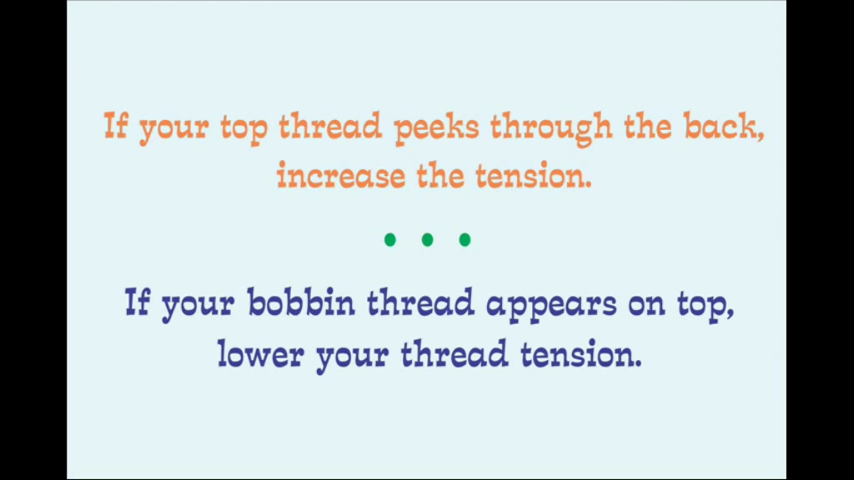 If your top thread peeks through the back,
increase the tension.
If your bobbin thread appears on top,
lower your thread tension.